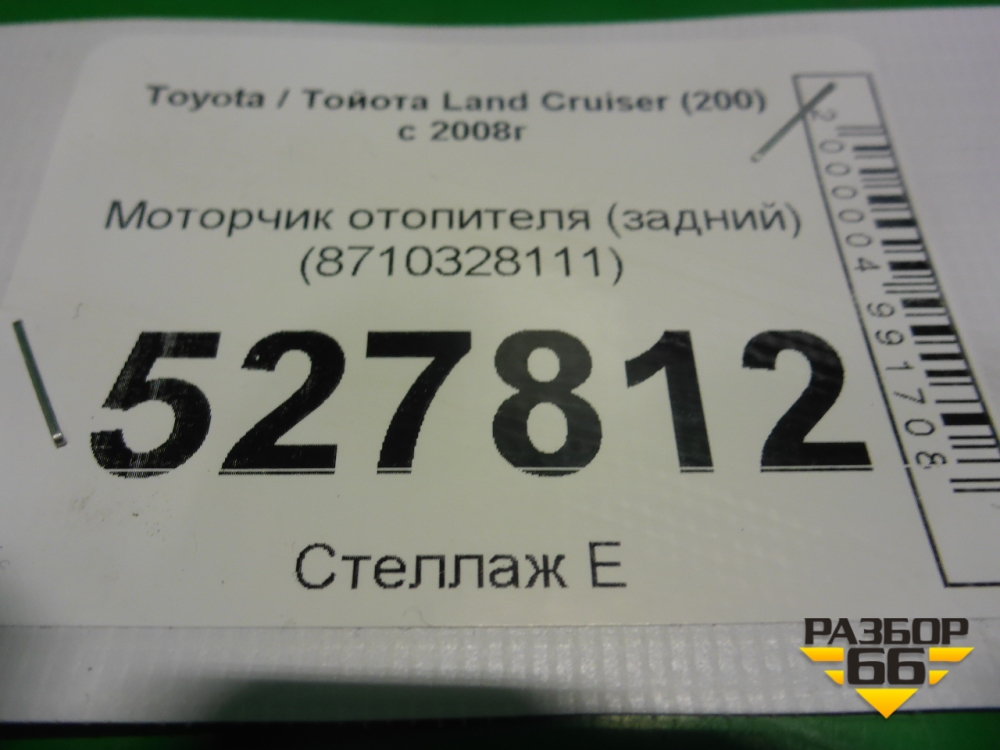 Toyota / Тойота Land Cruiser (200)
с 2008г
Моторчик отопителя (задний)
(8710328111)
527812
Стеллаж Е
2000004991708
РАЗБОР
66